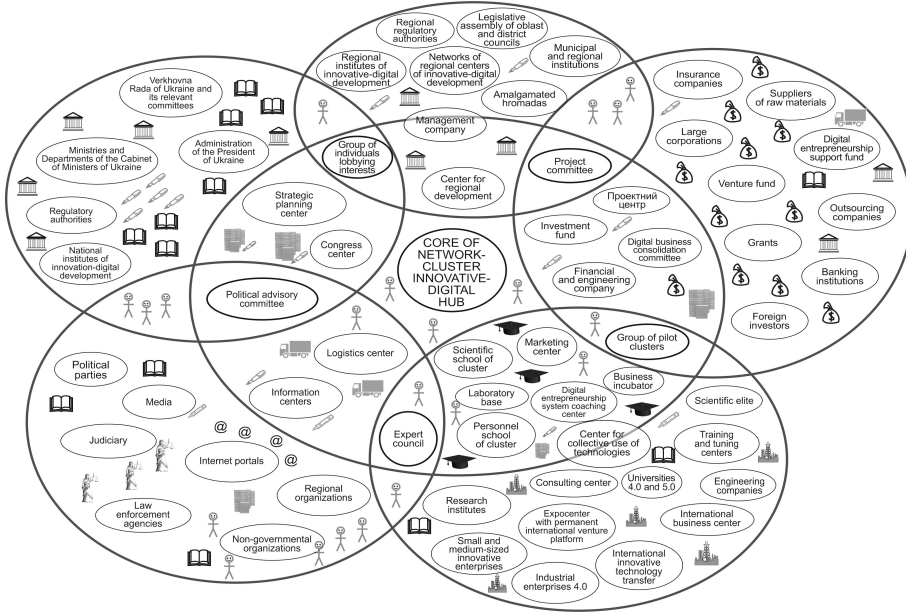 Regional
regulatory
authorities
Legislative
assembly of oblast
and district
councils
Regional
institutes of
innovative-digital
development
Networks of
regional centers
of innovative-digital
development
Municipal
and regional
institutions
Amalgamated
hromadas
Management
company
Center for
regional
development
Verkhovna
Rada of Ukraine and
its relevant
committees
Ministries and
Departments of the Cabinet
of Ministers of Ukraine
Administration
of the President
of Ukraine
Regulatory
authorities
National
institutes of
innovation-digital
development
Group of
individuals
lobbying
interests
Strategic
planning
center
Congress
center
Political advisory
committee
CORE OF
NETWORK-
CLUSTER
INNOVATIVE-
DIGITAL
HUB
Project
committee
Проектний
центр
Investment
fund
Digital business
consolidation
committee
Financial and
engineering
company
Group of pilot
clusters
Insurance
companies
Suppliers
of raw materials
Large
corporations
Digital
entrepreneurship
support fund
Venture fund
Outsourcing
companies
Grants
Banking
institutions
Foreign
investors
Political
parties
Media
Judiciary
Internet portals
@
@
@
@
@
Law
enforcement
agencies
Regional
organizations
Non-governmental
organizations
Logistics center
Information
centers
Expert
council
Scientific
school of
cluster
Marketing
center
Business
incubator
Laboratory
base
Digital
entrepreneurship
system coaching
center
Personnel
school
of cluster
Center for
collective use of
technologies
Scientific elite
Training
and tuning
centers
Consulting center
Universities
4.0 and 5.0
Engineering
companies
Research
institutes
Expocenter
with permanent
international venture
platform
International
business center
Small and
medium-sized
innovative
enterprises
Industrial
enterprises 4.0
International
innovative
technology
transfer